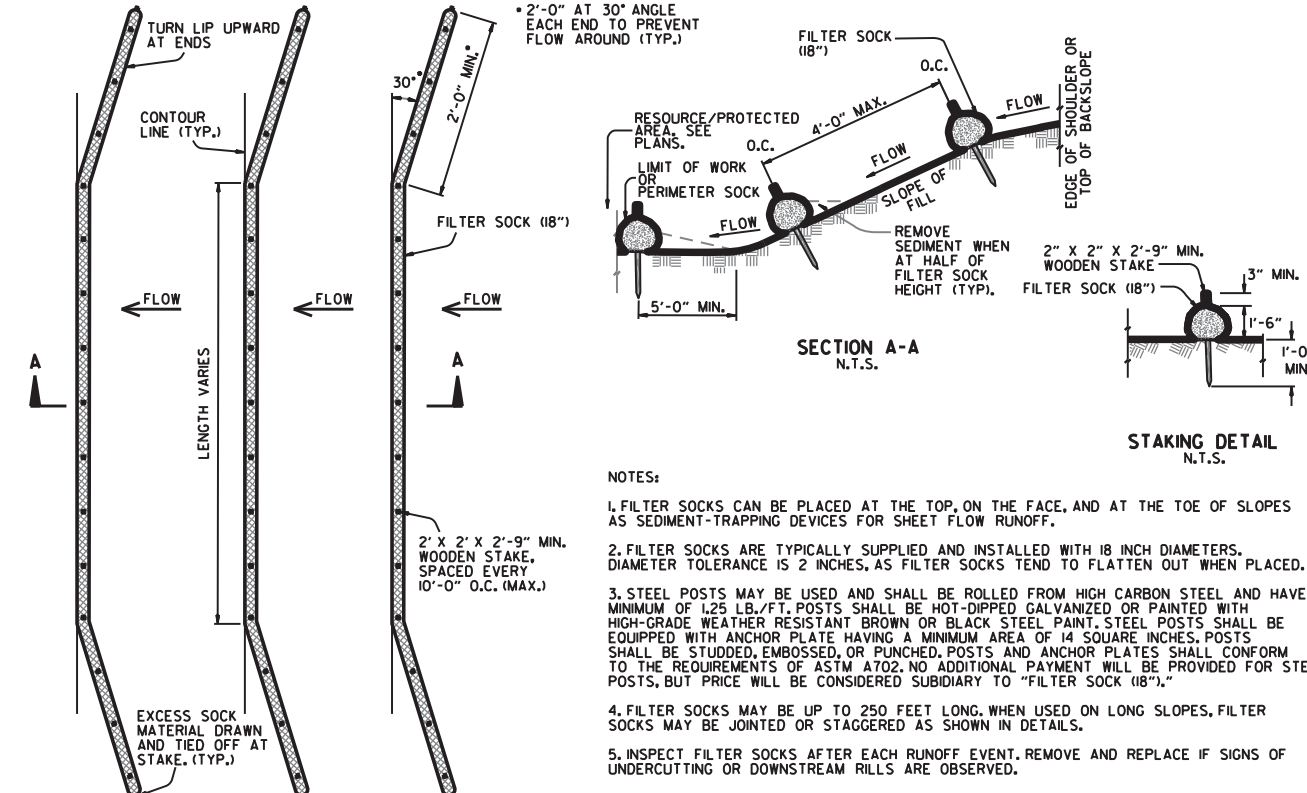 TURN LIP UPWARD
AT ENDS
CONTOUR
LINE (TYP.)
30°*
2'-0" MIN.*
* 2'-0" AT 30° ANGLE
EACH END TO PREVENT
FLOW AROUND (TYP.)
FILTER SOCK (18")
FLOW
FLOW
FLOW
A
A
LENGTH VARIES
2' X 2' X 2'-9" MIN.
WOODEN STAKE,
SPACED EVERY
10'-0" O.C. (MAX.)
EXCESS SOCK
MATERIAL DRAWN
AND TIED OFF AT
STAKE. (TYP.)
FILTER SOCK
(18")
O.C.
4'-0" MAX.
O.C.
FLOW
EDGE OF SHOULDER OR
TOP OF BACKSLOPE
RESOURCE/PROTECTED
AREA. SEE
PLANS.
LIMIT OF WORK
OR
PERIMETER SOCK
FLOW
SLOPE OF
FILL
FLOW
REMOVE
SEDIMENT WHEN
AT HALF OF
FILTER SOCK
HEIGHT (TYP).
5'-0" MIN.
SECTION A-A
N.T.S.
2" X 2" X 2'-9" MIN.
WOODEN STAKE
FILTER SOCK (18")
3" MIN.
1'-6"
1'-0
MIN
STAKING DETAIL
N.T.S.
NOTES:
1. FILTER SOCKS CAN BE PLACED AT THE TOP, ON THE FACE, AND AT THE TOE OF SLOPES
AS SEDIMENT-TRAPPING DEVICES FOR SHEET FLOW RUNOFF.
2. FILTER SOCKS ARE TYPICALLY SUPPLIED AND INSTALLED WITH 18 INCH DIAMETERS.
DIAMETER TOLERANCE IS 2 INCHES, AS FILTER SOCKS TEND TO FLATTEN OUT WHEN PLACED.
3. STEEL POSTS MAY BE USED AND SHALL BE ROLLED FROM HIGH CARBON STEEL AND HAVE
MINIMUM OF 1.25 LB./FT. POSTS SHALL BE HOT-DIPPED GALVANIZED OR PAINTED WITH
HIGH-GRADE WEATHER RESISTANT BROWN OR BLACK STEEL PAINT. STEEL POSTS SHALL BE
EQUIPPED WITH ANCHOR PLATE HAVING A MINIMUM AREA OF 14 SQUARE INCHES. POSTS
SHALL BE STUDDED, EMBOSSED, OR PUNCHED. POSTS AND ANCHOR PLATES SHALL CONFORM
TO THE REQUIREMENTS OF ASTM A702. NO ADDITIONAL PAYMENT WILL BE PROVIDED FOR STE
POSTS, BUT PRICE WILL BE CONSIDERED SUBIDIARY TO "FILTER SOCK (18")."
4. FILTER SOCKS MAY BE UP TO 250 FEET LONG. WHEN USED ON LONG SLOPES, FILTER
SOCKS MAY BE JOINTED OR STAGGERED AS SHOWN IN DETAILS.
5. INSPECT FILTER SOCKS AFTER EACH RUNOFF EVENT. REMOVE AND REPLACE IF SIGNS OF
UNDERCUTTING OR DOWNSTREAM RILLS ARE OBSERVED.